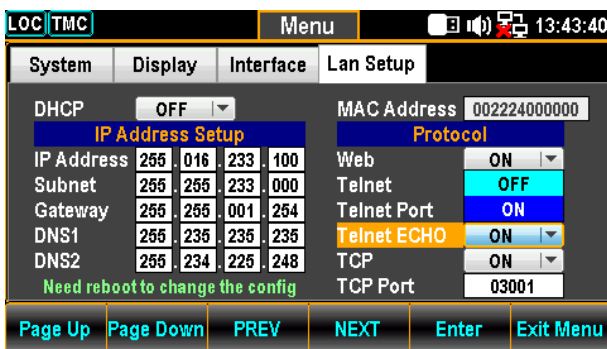 LOC TMC Menu 13:43:40
System Display Interface Lan Setup
DHCP OFF MAC Address 002224000000
IP Address Setup Protocol
IP Address 255 . 016 . 233 . 100 Web ON
Subnet 255 . 255 . 233 . 000 Telnet OFF
Gateway 255 . 255 . 001 . 254 Telnet Port ON
DNS1 255 . 235 . 235 . 235 Telnet ECHO ON
DNS2 255 . 234 . 225 . 248 TCP ON
Need reboot to change the config TCP Port 03001
Page Up Page Down PREV NEXT Enter Exit Menu